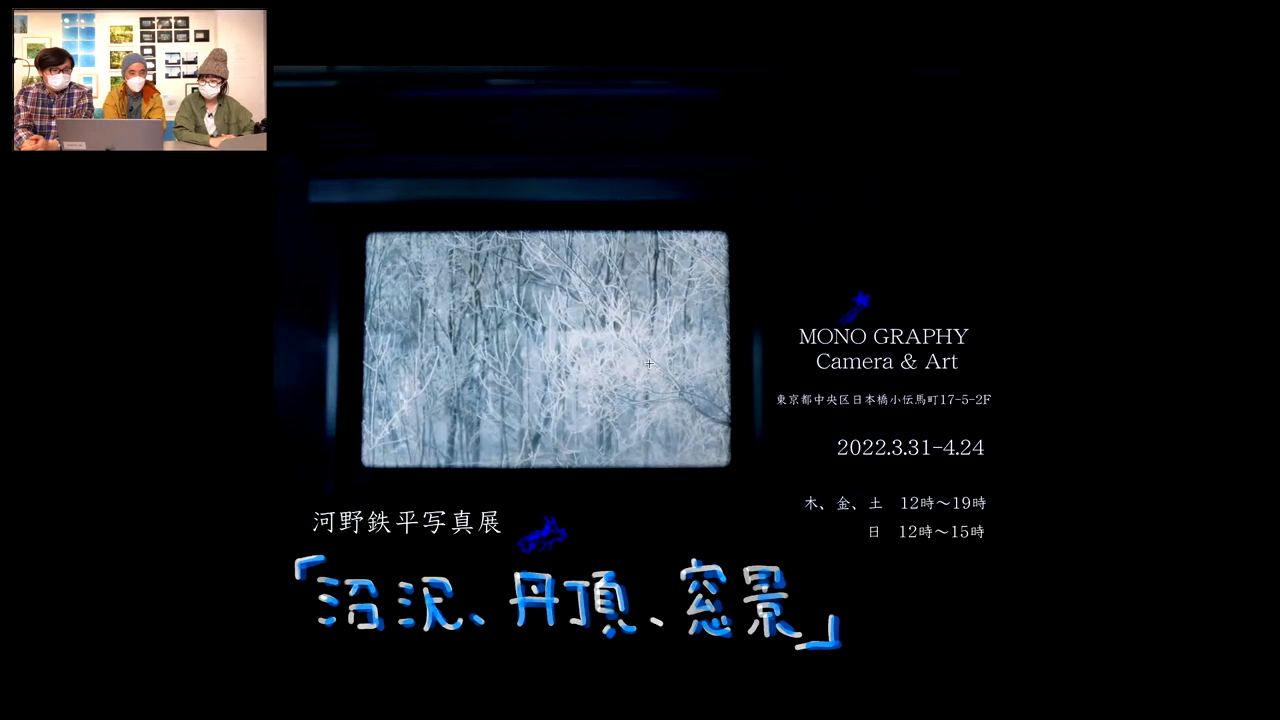 MONO GRAPHY
Camera & Art
東京都中央区日本橋小伝馬町17-5-2F
2022.3.31-4.24
木、金、土　12時〜19時
日　12時〜15時
河野鉄平写真展
「沼沢、丹頂、窓景」